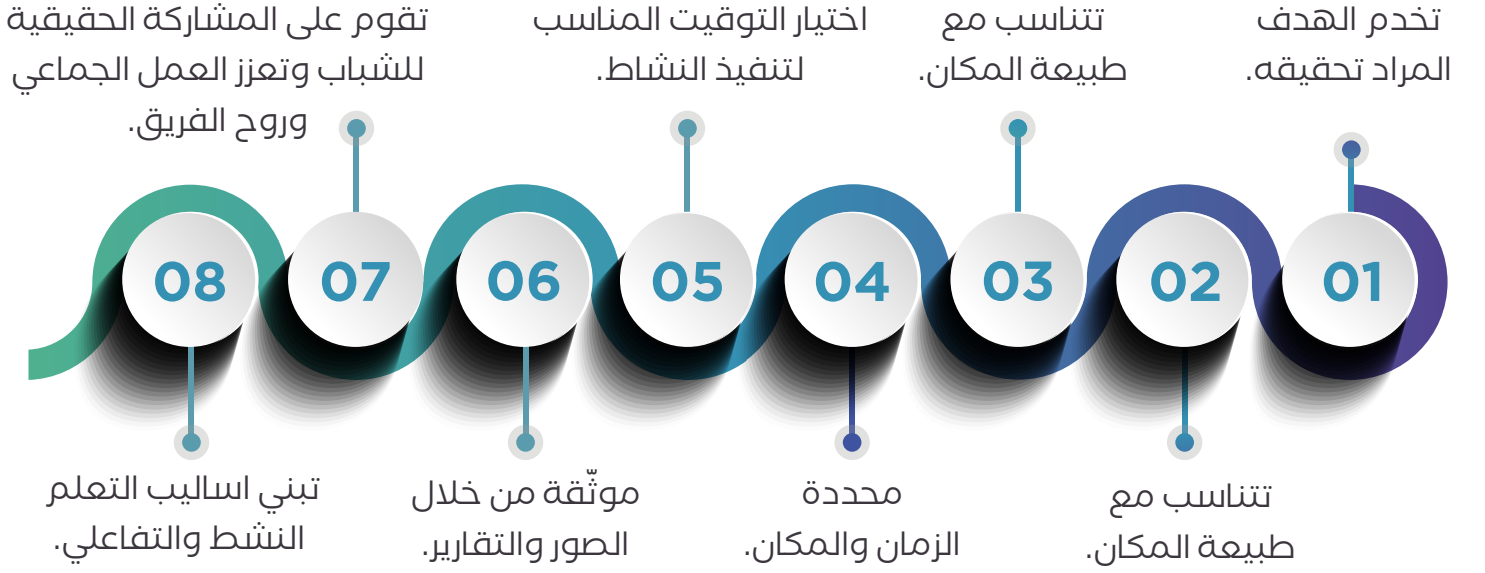 01
تخدم الهدف
المراد تحقيقه.
02
تتناسب مع
طبيعة المكان.
03
تتناسب مع
طبيعة المكان.
04
محددة
الزمان والمكان.
05
اختيار التوقيت المناسب
لتنفيذ النشاط.
06
موثّقة من خلال
الصور والتقارير.
07
تقوم على المشاركة الحقيقية
للشباب وتعزز العمل الجماعي
وروح الفريق.
08
تبني اساليب التعلم
النشط والتفاعلي.